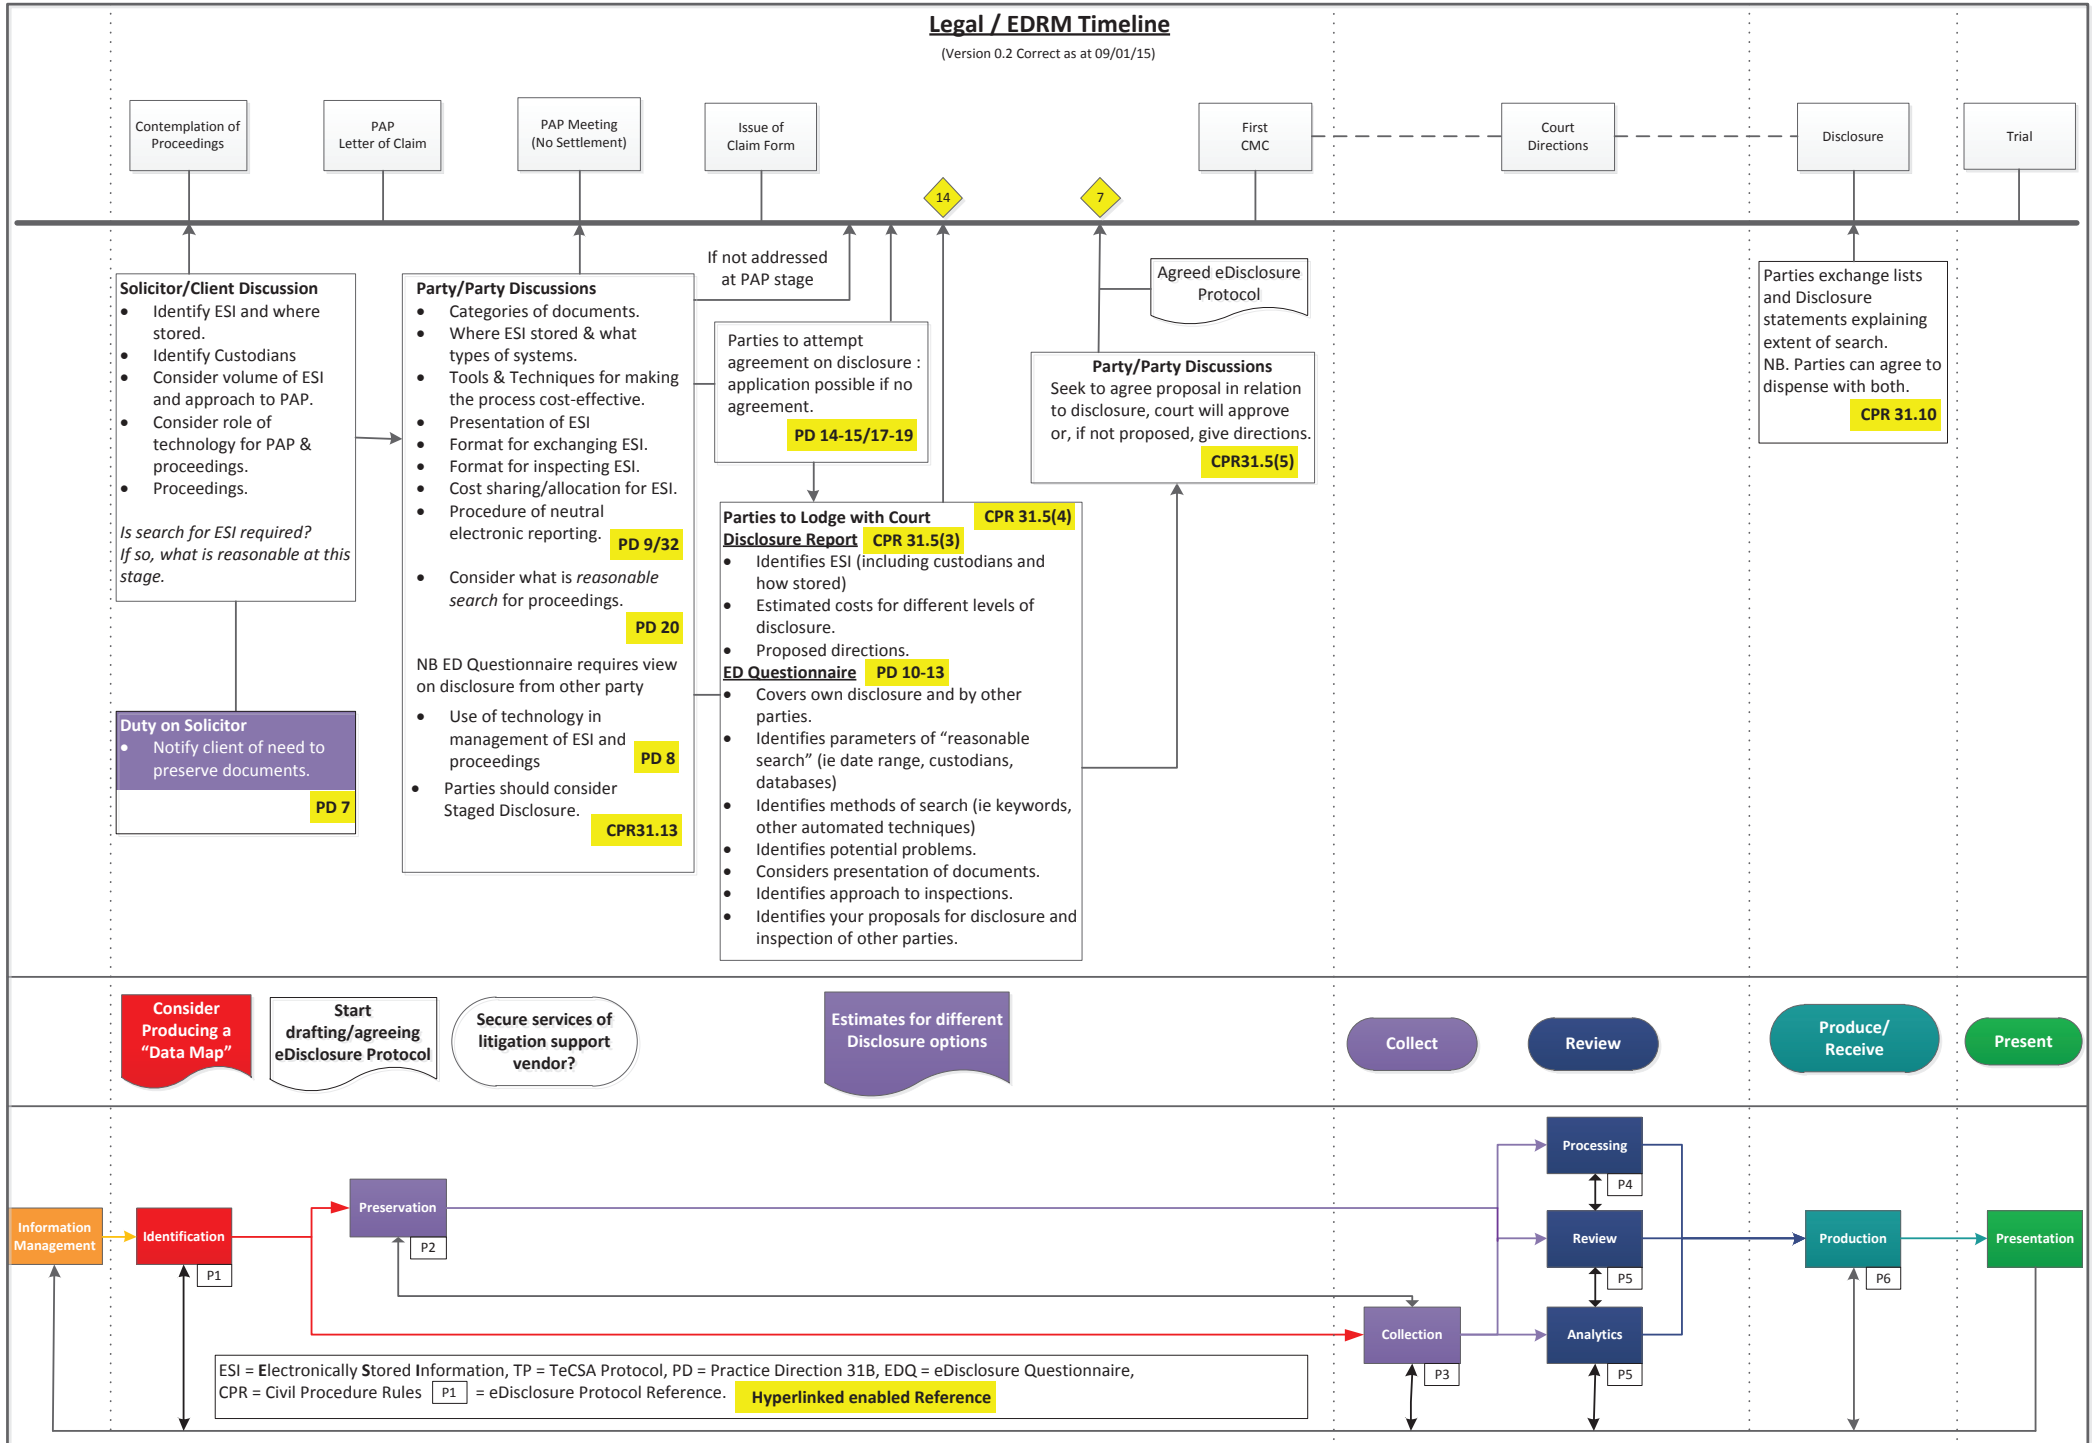 Legal / EDRM Timeline
(Version 0.2 Correct as at 09/01/15)
Contemplation of
Proceedings
PAP
Letter of Claim
PAP Meeting
(No Settlement)
Issue of
Claim Form
First
CMC
Court
Directions
Disclosure
Trial
14
7
Solicitor/Client Discussion
• Identify ESI and where
stored.
• Identify Custodians
• Consider volume of ESI
and approach to PAP.
• Consider role of
technology for PAP &
proceedings.
• Proceedings.
Is search for ESI required?
If so, what is reasonable at this
stage.
Duty on Solicitor
• Notify client of need to
preserve documents.
PD 7
Party/Party Discussions
• Categories of documents.
• Where ESI stored & what
types of systems.
• Tools & Techniques for making
the process cost-effective.
• Presentation of ESI
• Format for exchanging ESI.
• Format for inspecting ESI.
• Cost sharing/allocation for ESI.
• Procedure of neutral
electronic reporting.
PD 9/32
• Consider what is reasonable
search for proceedings.
PD 20
NB ED Questionnaire requires view
on disclosure from other party
• Use of technology in
management of ESI and
proceedings
PD 8
• Parties should consider
Staged Disclosure.
CPR31.13
If not addressed
at PAP stage
Parties to attempt
agreement on disclosure :
application possible if no
agreement.
PD 14-15/17-19
Parties to Lodge with Court CPR 31.5(4)
Disclosure Report CPR 31.5(3)
• Identifies ESI (including custodians and
how stored)
• Estimated costs for different levels of
disclosure.
• Proposed directions.
ED Questionnaire PD 10-13
• Covers own disclosure and by other
parties.
• Identifies parameters of “reasonable
search” (ie date range, custodians,
databases)
• Identifies methods of search (ie keywords,
other automated techniques)
• Identifies potential problems.
• Considers presentation of documents.
• Identifies approach to inspections.
• Identifies your proposals for disclosure and
inspection of other parties.
Agreed eDisclosure
Protocol
Party/Party Discussions
Seek to agree proposal in relation
to disclosure, court will approve
or, if not proposed, give directions.
CPR31.5(5)
Parties exchange lists
and Disclosure
statements explaining
extent of search.
NB. Parties can agree to
dispense with both.
CPR 31.10
Consider
Producing a
“Data Map”
Start
drafting/agreeing
eDisclosure Protocol
Secure services of
litigation support
vendor?
Estimates for different
Disclosure options
Collect
Review
Produce/
Receive
Present
Information
Management
Identification
P1
Preservation
P2
Collection
P3
Processing
P4
Review
P5
Analytics
P5
Production
P6
Presentation
ESI = Electronically Stored Information, TP = TeCSA Protocol, PD = Practice Direction 31B, EDQ = eDisclosure Questionnaire,
CPR = Civil Procedure Rules P1 = eDisclosure Protocol Reference. Hyperlinked enabled Reference